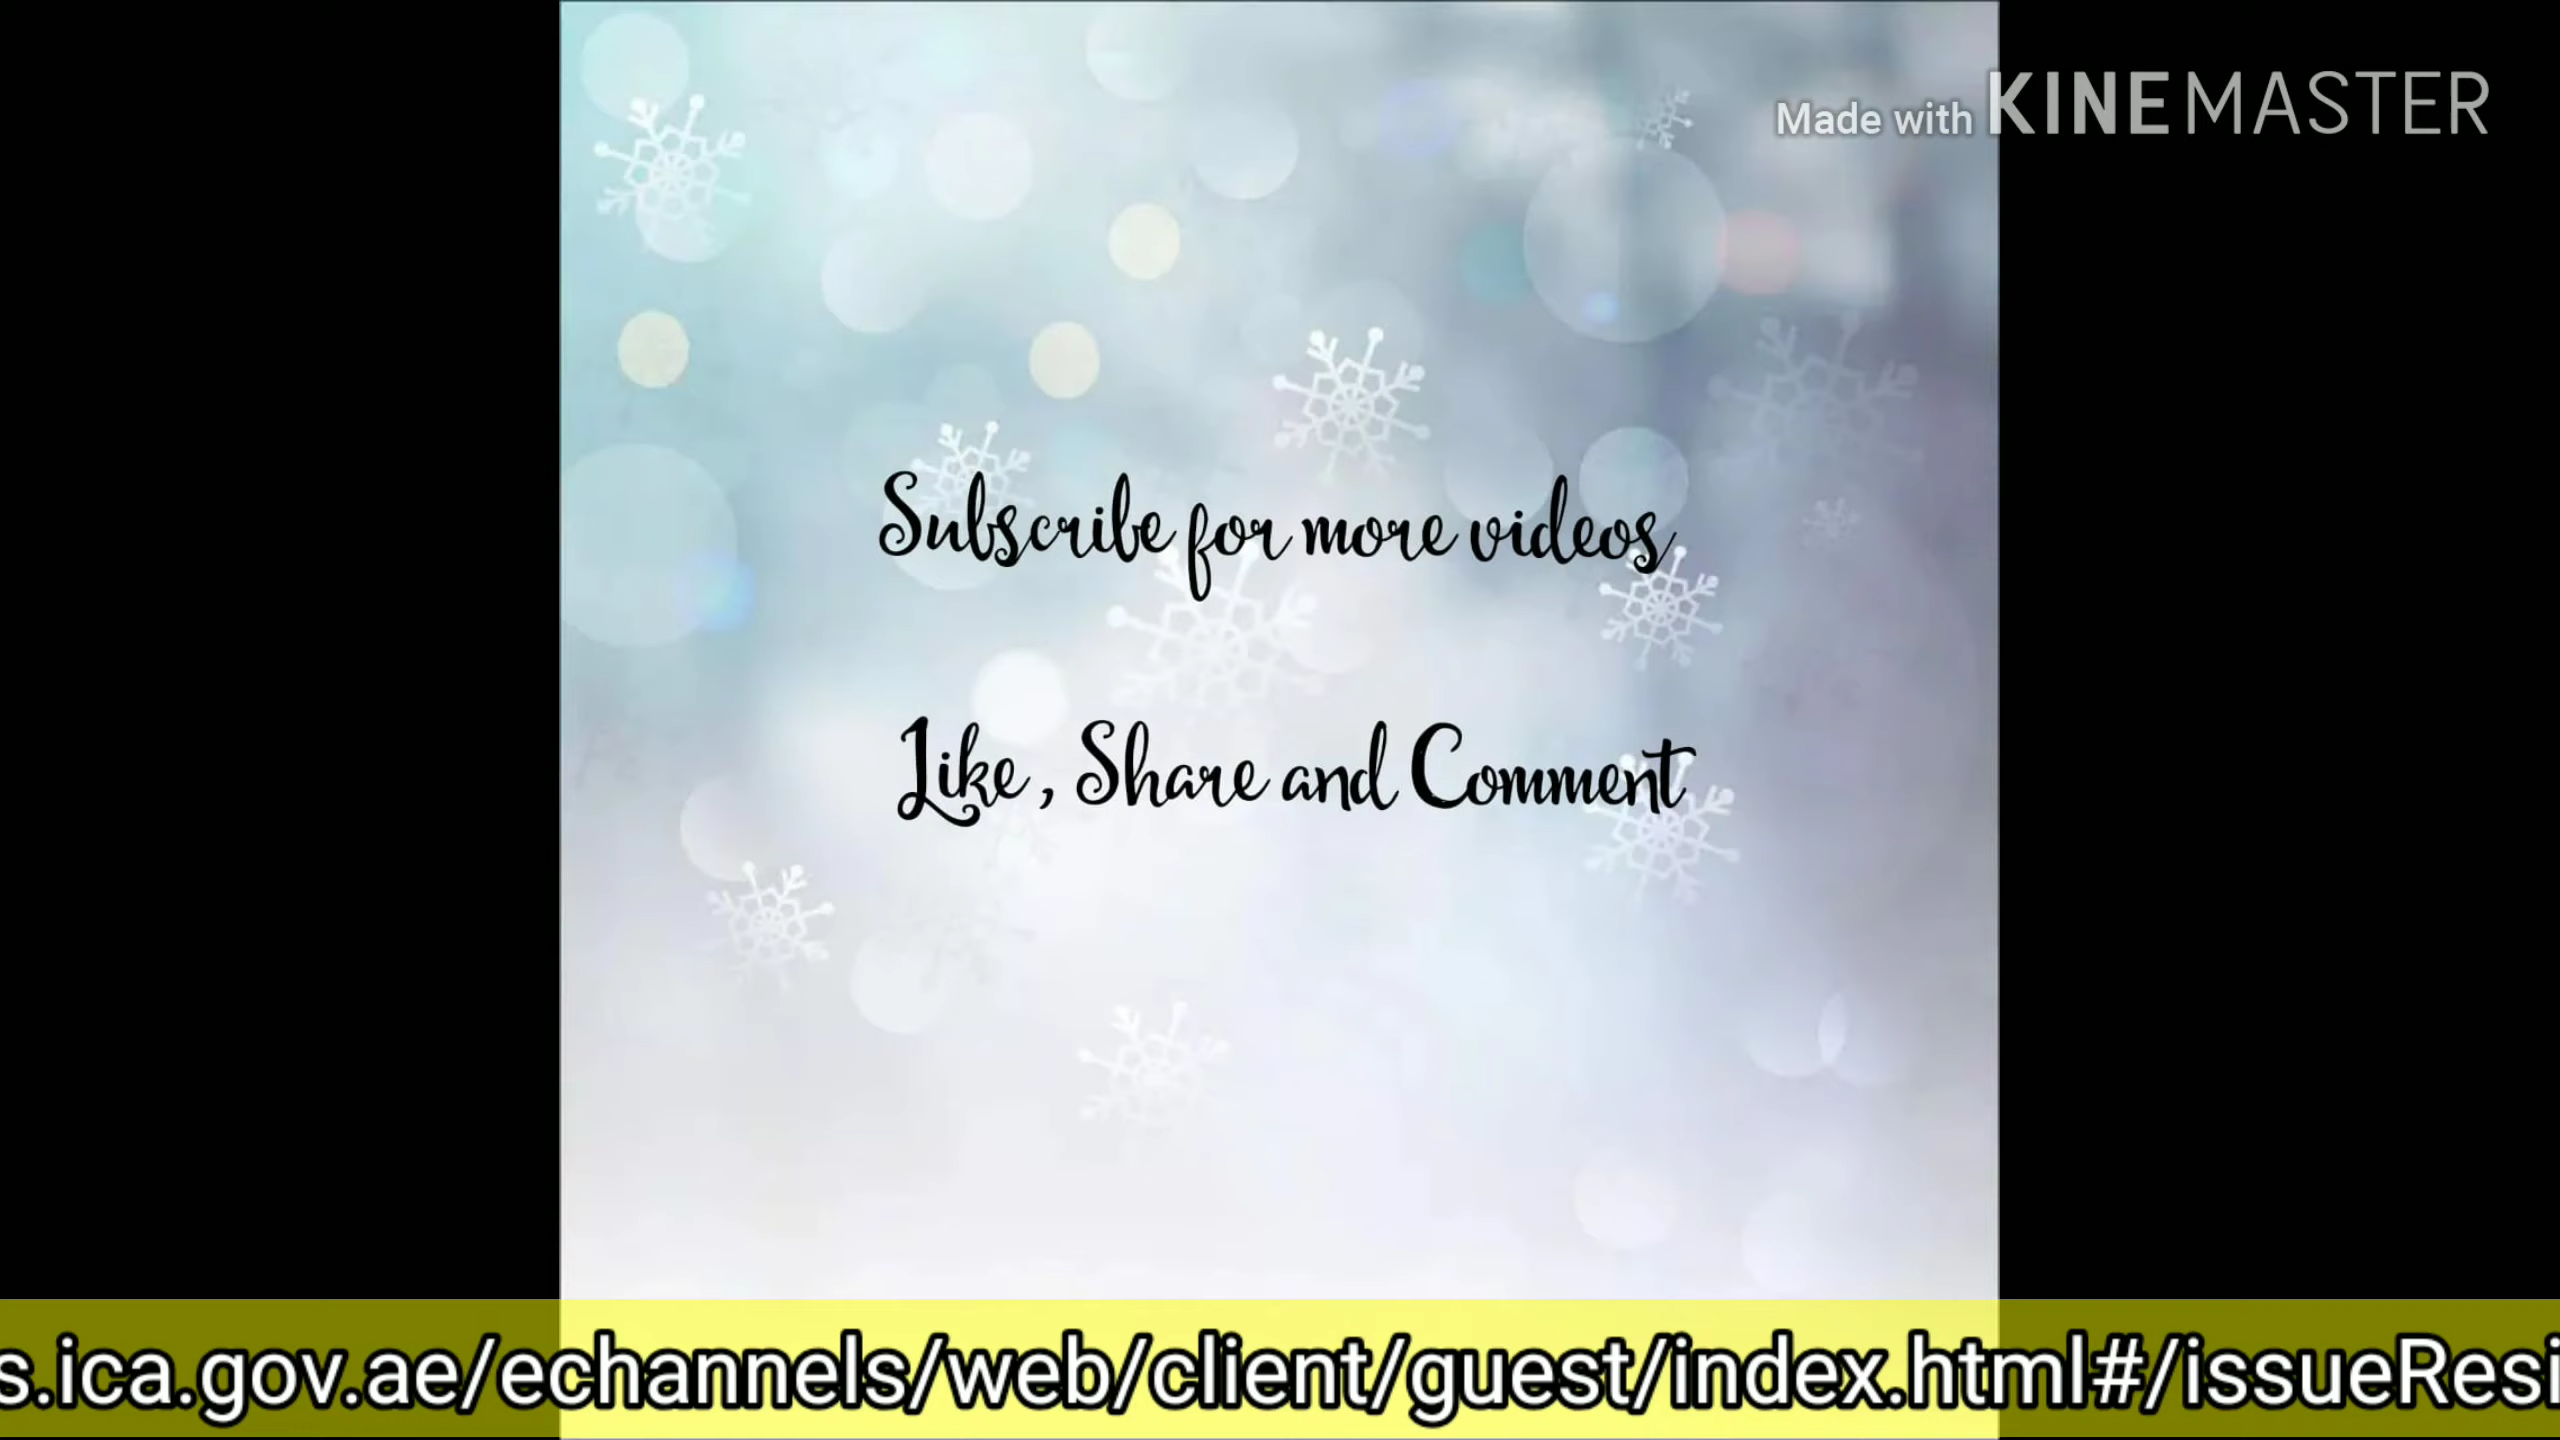 Made with KINEMASTER
Subscribe for more videos
Like, Share and Comment
s.ica.gov.ae/echannels/web/client/guest/index.html#/issueResi